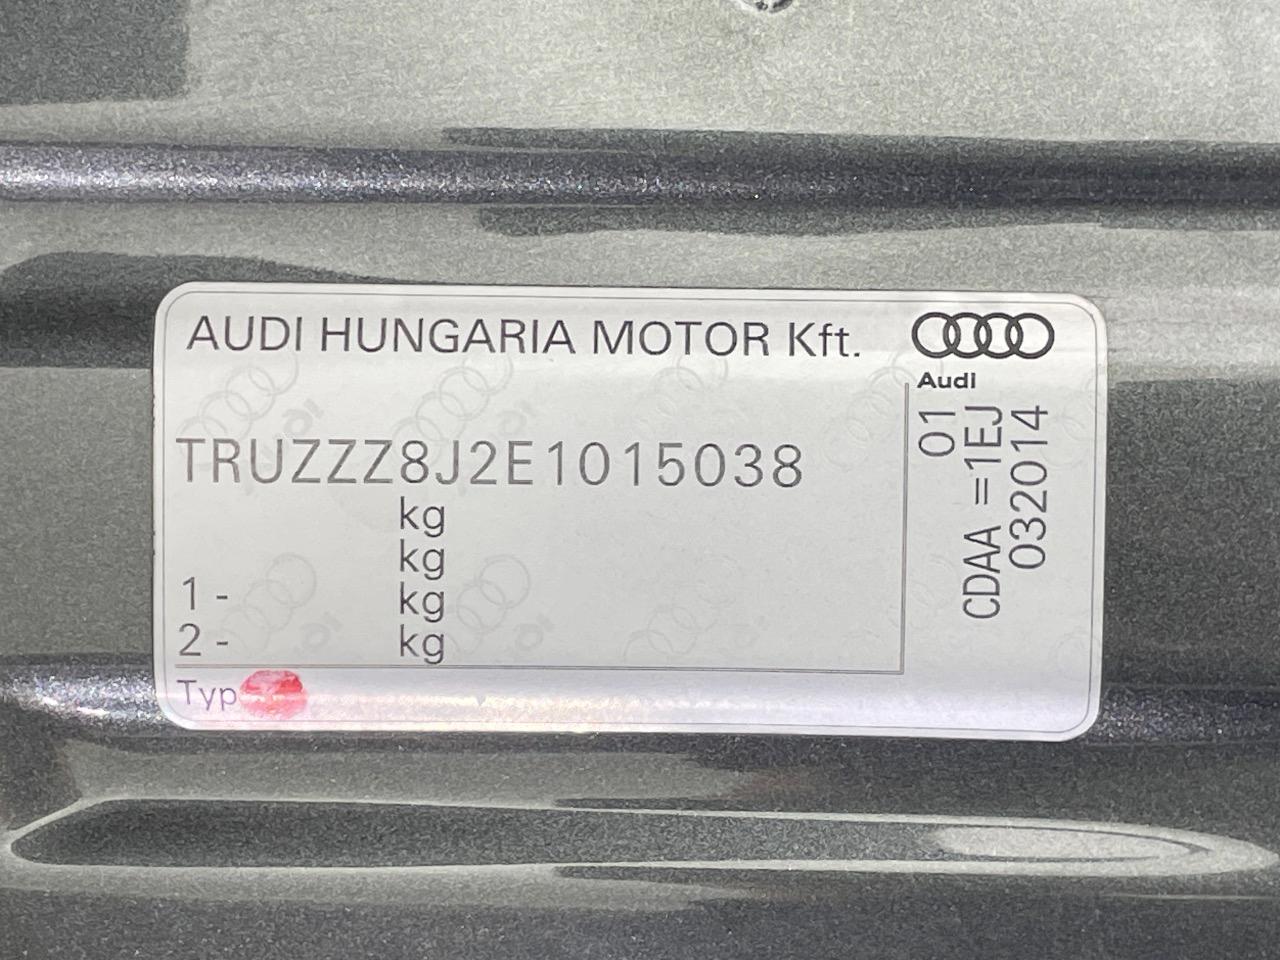 AUDI HUNGARIA MOTOR Kft.
Audi
TRUZZZ8J2E1015038
kg
kg
1 - kg
2 - kg
Typ
01
CDAA =1EJ
032014